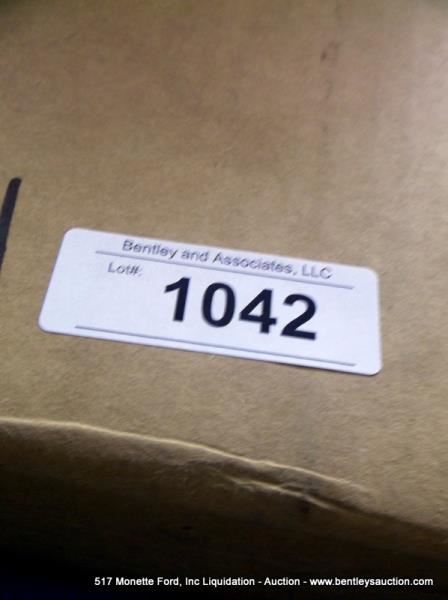 Bentley and Associates, LLC
Lot#:
1042
517 Monette Ford, Inc Liquidation - Auction - www.bentleysauction.com